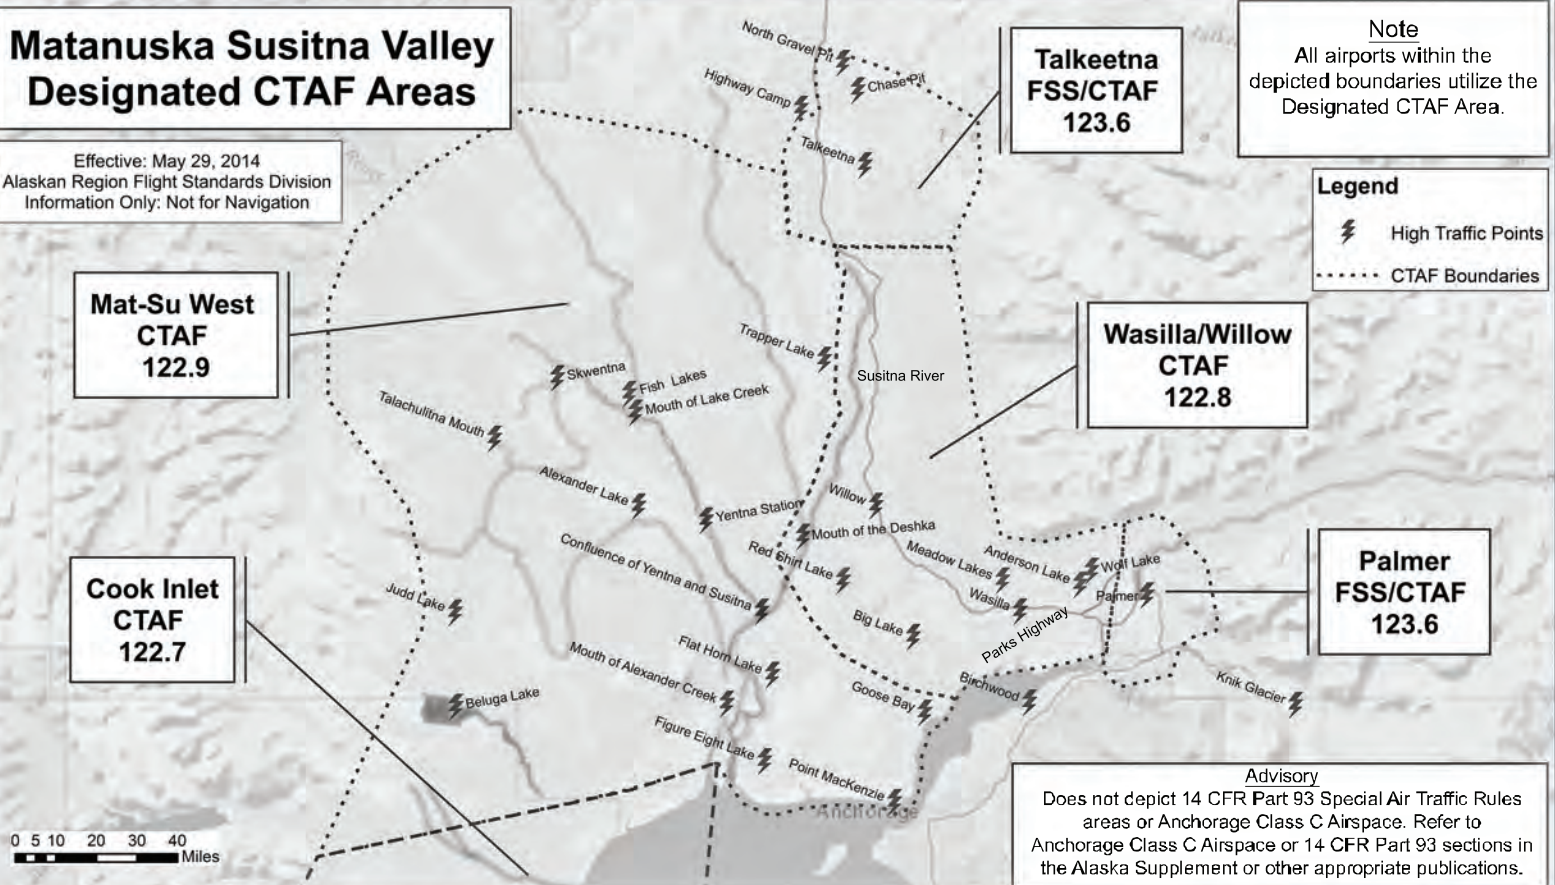 Matanuska Susitna Valley
Designated CTAF Areas
Effective: May 29, 2014
Alaskan Region Flight Standards Division
Information Only: Not for Navigation
Talkeetna
FSS/CTAF
123.6
Note
All airports within the
depicted boundaries utilize the
Designated CTAF Area.
Legend
High Traffic Points
CTAF Boundaries
North Gravel Pit
Chase Pit
Highway Camp
Talkeetna
Mat-Su West
CTAF
122.9
Wasilla/Willow
CTAF
122.8
Trapper Lake
Susitna River
Skwentna
Fish Lakes
Mouth of Lake Creek
Talachulitna Mouth
Alexander Lake
Yentna Station
Willow
Mouth of the Deshka
Confluence of Yentna and Susitna
Red Shirt Lake
Meadow Lakes
Anderson Lake
Wolf Lake
Palmer
Wasilla
Parks Highway
Big Lake
Palmer
FSS/CTAF
123.6
Cook Inlet
CTAF
122.7
Judd Lake
Flat Horn Lake
Mouth of Alexander Creek
Beluga Lake
Goose Bay
Birchwood
Knik Glacier
Figure Eight Lake
Point MacKenzie
Anchorage
0 5 10 20 30 40
Miles
Advisory
Does not depict 14 CFR Part 93 Special Air Traffic Rules
areas or Anchorage Class C Airspace. Refer to
Anchorage Class C Airspace or 14 CFR Part 93 sections in
the Alaska Supplement or other appropriate publications.